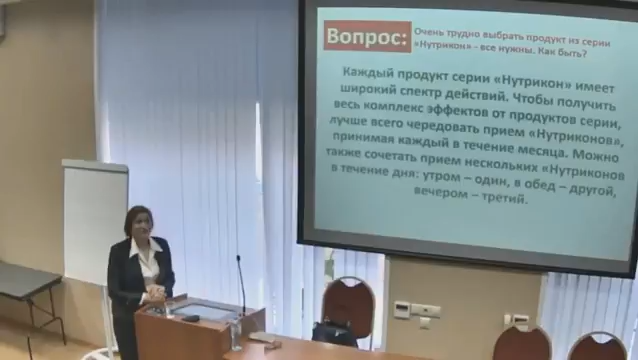 Вопрос:
Очень трудно выбрать продукт из серии
«Нутрикон» - все нужны. Как быть?
Каждый продукт серии «Нутрикон» имеет
широкий спектр действий. Чтобы получить
весь комплекс эффектов от продуктов серии,
лучше всего чередовать прием «Нутриконов»,
принимая каждый в течение месяца. Можно
также сочетать прием нескольких «Нутриконов
в течение дня: утром – один, в обед – другой,
вечером – третий.